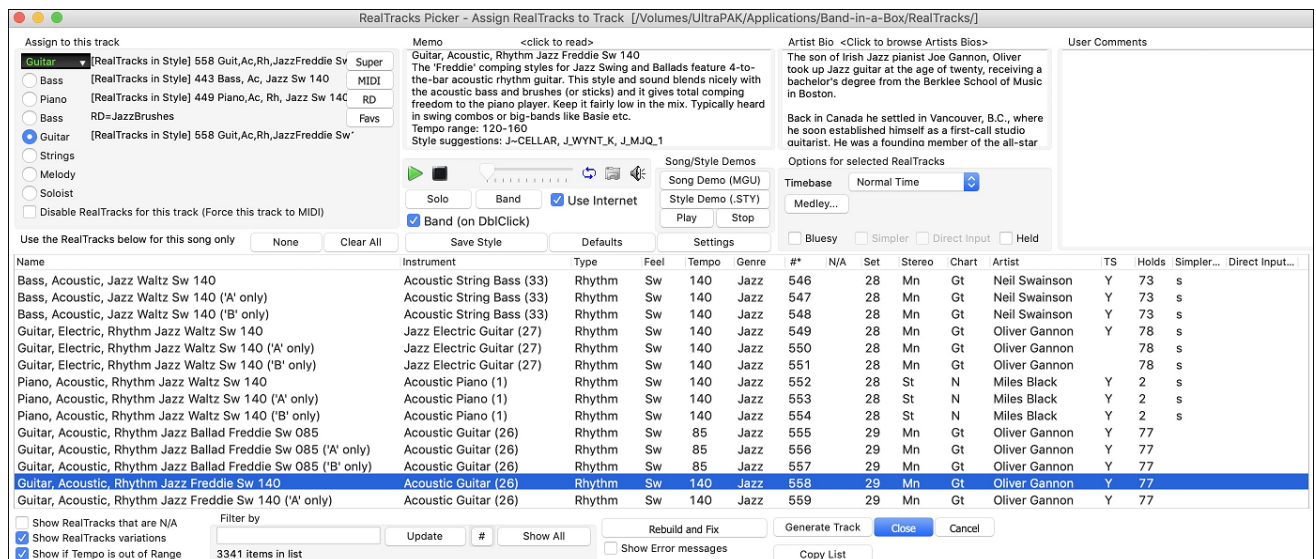 RealTracks Picker - Assign RealTracks to Track [/Volumes/UltraPAK/Applications/Band-in-a-Box/RealTracks/]
Assign to this track
Guitar [RealTracks in Style] 558 Guit,Ac,Rh,JazzFreddie Sw Super
Bass [RealTracks in Style] 443 Bass, Ac, Jazz Sw 140 MIDI
Piano [RealTracks in Style] 449 Piano,Ac, Rh, Jazz Sw 140 RD
Bass RD=JazzBrushes Favs
Guitar [RealTracks in Style] 558 Guit,Ac,Rh,JazzFreddie Sw
Strings
Melody
Soloist
Disable RealTracks for this track (Force this track to MIDI)
Use the RealTracks below for this song only None Clear All
Memo <click to read>
Guitar, Acoustic, Rhythm Jazz Freddie Sw 140
The 'Freddie' comping styles for Jazz Swing and Ballads feature 4-to-
the-bar acoustic rhythm guitar. This style and sound blends nicely with
the acoustic bass and brushes (or sticks) and it gives total comping
freedom to the piano player. Keep it fairly low in the mix. Typically heard
in swing combos or big-bands like Basie etc.
Tempo range: 120-160
Style suggestions: J~CELLAR, J_WYNT_K, J_MJQ_1
Solo Band Use Internet
Band (on DblClick)
Save Style Defaults Settings
Song/Style Demos
Song Demo (MGU)
Style Demo (.STY)
Play Stop
Artist Bio <Click to browse Artists Bios>
The son of Irish Jazz pianist Joe Gannon, Oliver
took up Jazz guitar at the age of twenty, receiving a
bachelor's degree from the Berklee School of Music
in Boston.
Back in Canada he settled in Vancouver, B.C., where
he soon established himself as a first-call studio
guitarist. He was a founding member of the all-star
Options for selected RealTracks
Timebase Normal Time
Medley...
Bluesy Simpler Direct Input Held
User Comments
Name Instrument Type Feel Tempo Genre #* N/A Set Stereo Chart Artist TS Holds Simpler... Direct Input...
Bass, Acoustic, Jazz Waltz Sw 140 Acoustic String Bass (33) Rhythm Sw 140 Jazz 546 28 Mn Gt Neil Swainson Y 73 s
Bass, Acoustic, Jazz Waltz Sw 140 ('A' only) Acoustic String Bass (33) Rhythm Sw 140 Jazz 547 28 Mn Gt Neil Swainson Y 73 s
Bass, Acoustic, Jazz Waltz Sw 140 ('B' only) Acoustic String Bass (33) Rhythm Sw 140 Jazz 548 28 Mn Gt Neil Swainson Y 73 s
Guitar, Electric, Rhythm Jazz Waltz Sw 140 Jazz Electric Guitar (27) Rhythm Sw 140 Jazz 549 28 Mn Gt Oliver Gannon Y 78 s
Guitar, Electric, Rhythm Jazz Waltz Sw 140 ('A' only) Jazz Electric Guitar (27) Rhythm Sw 140 Jazz 550 28 Mn Gt Oliver Gannon 78 s
Guitar, Electric, Rhythm Jazz Waltz Sw 140 ('B' only) Jazz Electric Guitar (27) Rhythm Sw 140 Jazz 551 28 Mn Gt Oliver Gannon 78 s
Piano, Acoustic, Rhythm Jazz Waltz Sw 140 Acoustic Piano (1) Rhythm Sw 140 Jazz 552 28 St N Miles Black Y 2 s
Piano, Acoustic, Rhythm Jazz Waltz Sw 140 ('A' only) Acoustic Piano (1) Rhythm Sw 140 Jazz 553 28 St N Miles Black Y 2 s
Piano, Acoustic, Rhythm Jazz Waltz Sw 140 ('B' only) Acoustic Piano (1) Rhythm Sw 140 Jazz 554 28 St N Miles Black Y 2 s
Guitar, Acoustic, Rhythm Jazz Ballad Freddie Sw 085 Acoustic Guitar (26) Rhythm Sw 85 Jazz 555 29 Mn Gt Oliver Gannon Y 77
Guitar, Acoustic, Rhythm Jazz Ballad Freddie Sw 085 ('A' only) Acoustic Guitar (26) Rhythm Sw 85 Jazz 556 29 Mn Gt Oliver Gannon Y 77
Guitar, Acoustic, Rhythm Jazz Ballad Freddie Sw 085 ('B' only) Acoustic Guitar (26) Rhythm Sw 85 Jazz 557 29 Mn Gt Oliver Gannon Y 77
Guitar, Acoustic, Rhythm Jazz Freddie Sw 140 Acoustic Guitar (26) Rhythm Sw 140 Jazz 558 29 Mn Gt Oliver Gannon Y 77
Guitar, Acoustic, Rhythm Jazz Freddie Sw 140 ('A' only) Acoustic Guitar (26) Rhythm Sw 140 Jazz 559 29 Mn Gt Oliver Gannon Y 77
Show RealTracks that are N/A
Show RealTracks variations
Show if Tempo is out of Range
Filter by
Update # Show All
3341 items in list
Rebuild and Fix Generate Track Close Cancel
Show Error messages Copy List